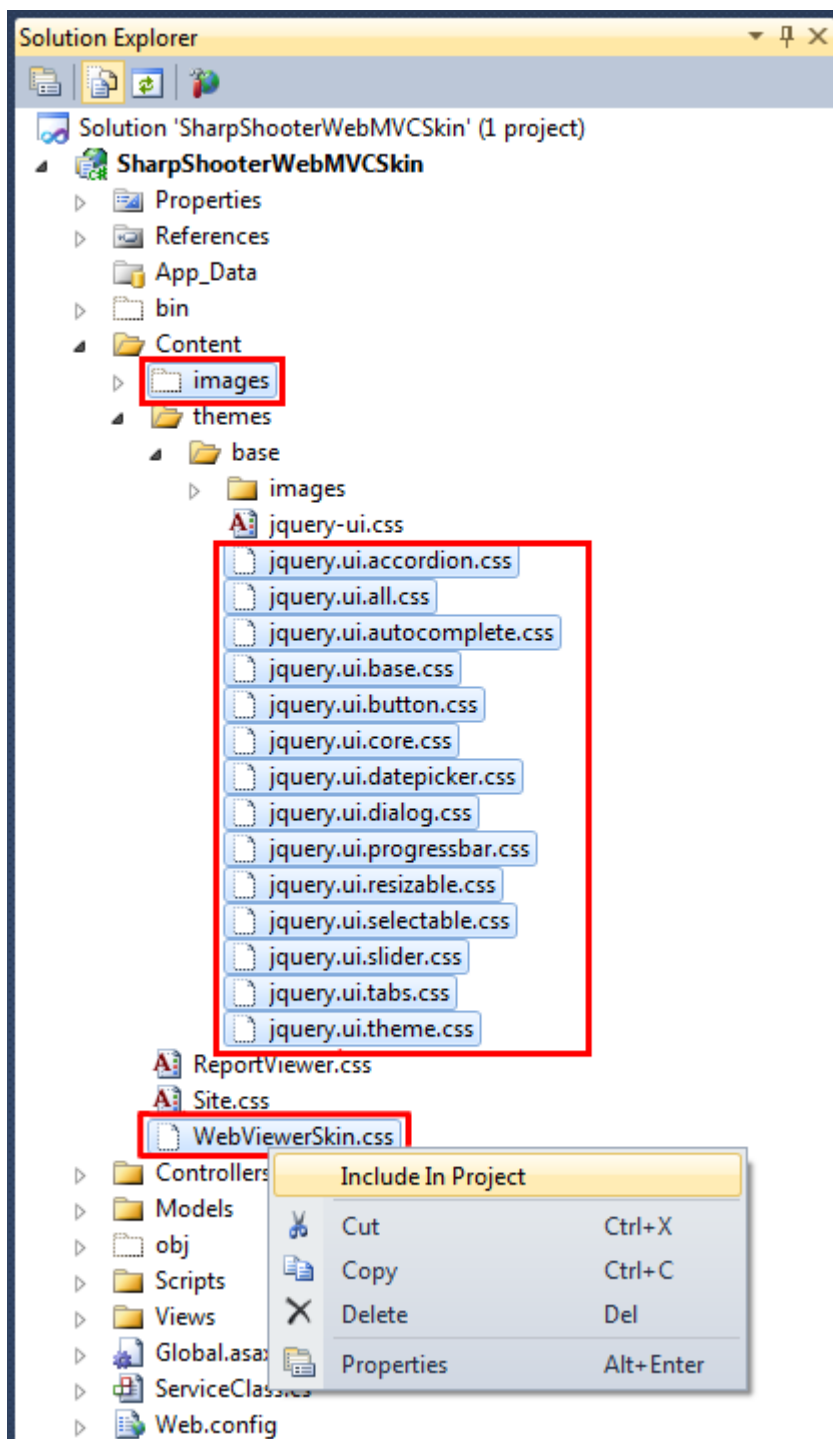 Solution Explorer
Solution 'SharpShooterWebMVCSkin' (1 project)
SharpShooterWebMVCSkin
Properties
References
App_Data
bin
Content
images
themes
base
images
jquery-ui.css
jquery.ui.accordion.css
jquery.ui.all.css
jquery.ui.autocomplete.css
jquery.ui.base.css
jquery.ui.button.css
jquery.ui.core.css
jquery.ui.datepicker.css
jquery.ui.dialog.css
jquery.ui.progressbar.css
jquery.ui.resizable.css
jquery.ui.selectable.css
jquery.ui.slider.css
jquery.ui.tabs.css
jquery.ui.theme.css
ReportViewer.css
Site.css
WebViewerSkin.css
Controllers
Include In Project
Models
Cut Ctrl+X
obj
Copy Ctrl+C
Scripts
Delete Del
Views
Global.asax
Properties Alt+Enter
ServiceClass.cs
Web.config